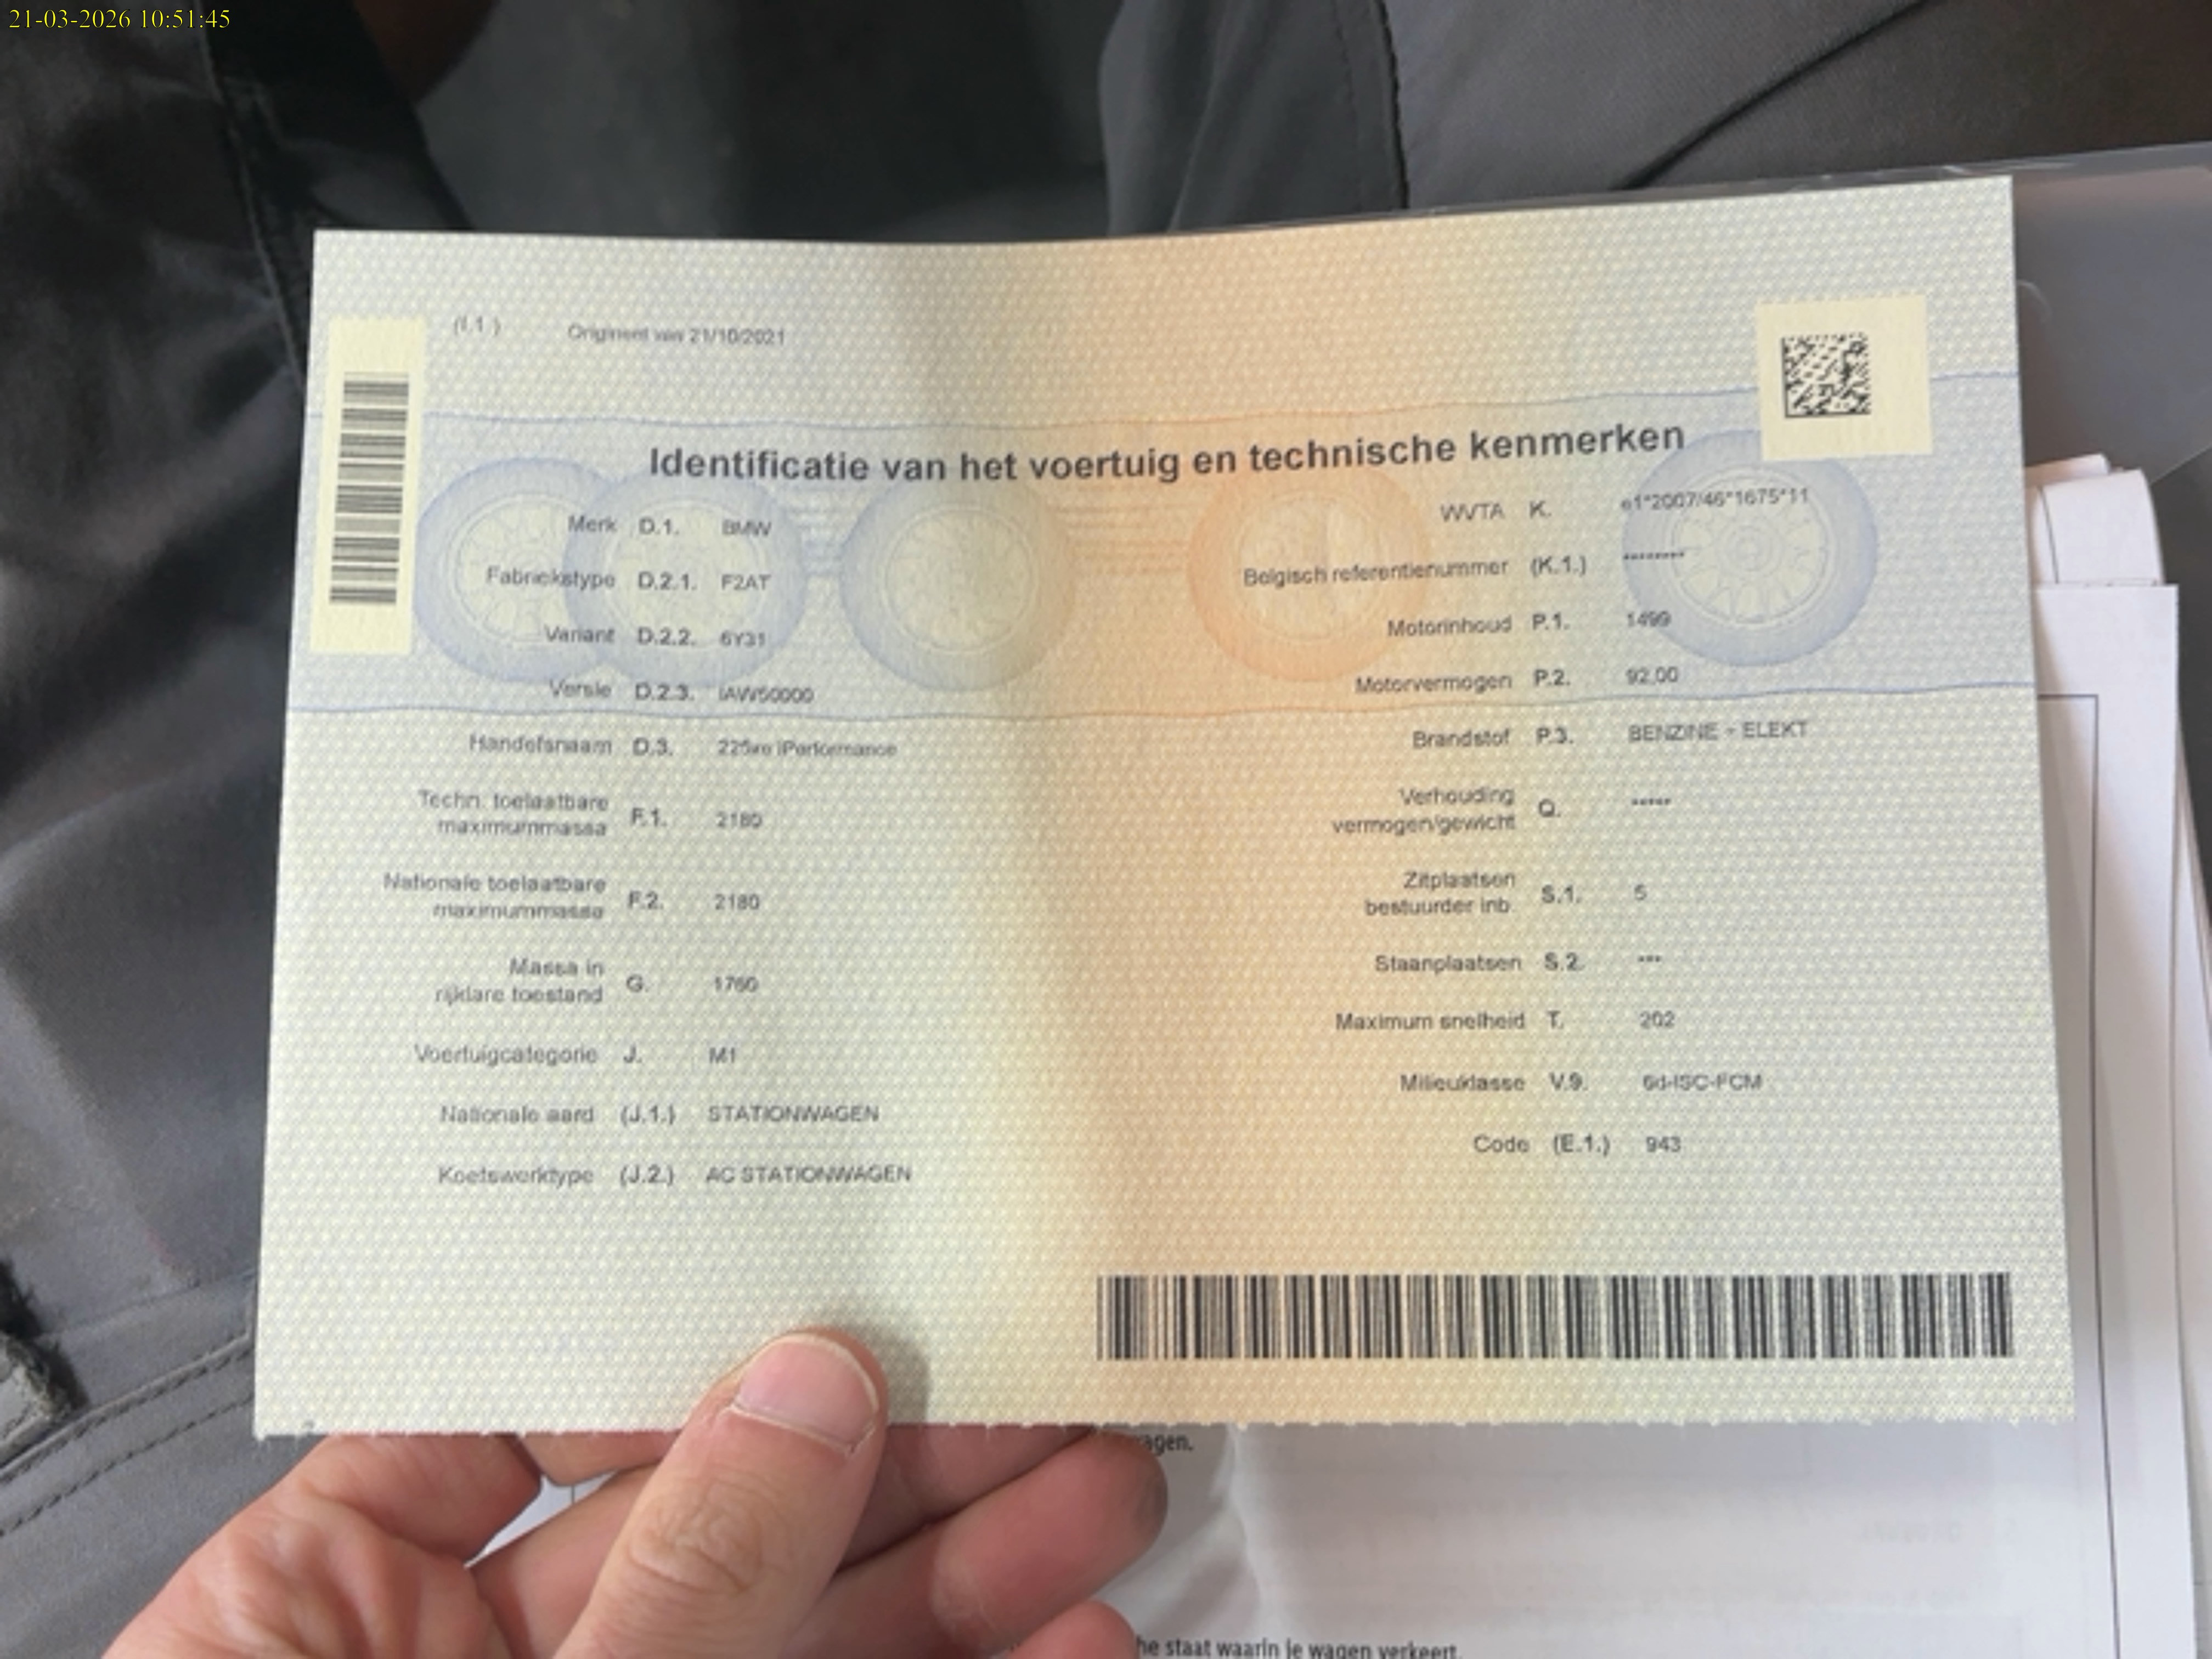 21-03-2026 10:51:45
(I.1.) Origineel van 21/10/2021
Identificatie van het voertuig en technische kenmerken
Merk D.1. BMW
Fabriekstype D.2.1. F2AT
Variant D.2.2. 6Y31
Versie D.2.3. IAW50000
Handelsnaam D.3. 225xe iPerformance
Techn. toelaatbare
maximummassa F.1. 2180
Nationale toelaatbare
maximummassa F.2. 2180
Massa in
rijklare toestand G. 1760
Voertuigcategorie J. M1
Nationale aard (J.1.) STATIONWAGEN
Koetswerktype (J.2.) AC STATIONWAGEN
WVTA K. e1*2007/46*1675*11
Belgisch referentienummer (K.1.) ********
Motorinhoud P.1. 1499
Motorvermogen P.2. 92.00
Brandstof P.3. BENZINE - ELEKT
Verhouding
vermogen/gewicht Q. *****
Zitplaatsen
bestuurder inb. S.1. 5
Staanplaatsen S.2. ***
Maximum snelheid T. 202
Milieuklasse V.9. 6d-ISC-FCM
Code (E.1.) 943
agen.
he staat waarin je wagen verkeert.